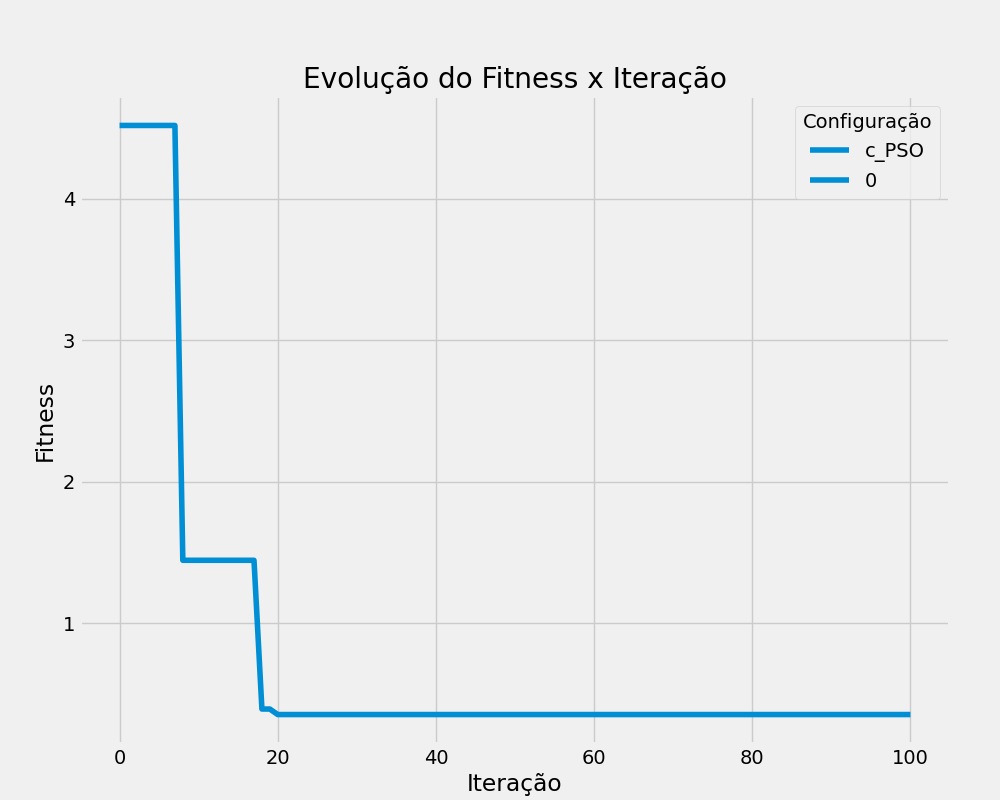 Evolução do Fitness x Iteração
Configuração
c_PSO
0
Fitness
4
3
2
1
0 20 40 60 80 100
Iteração